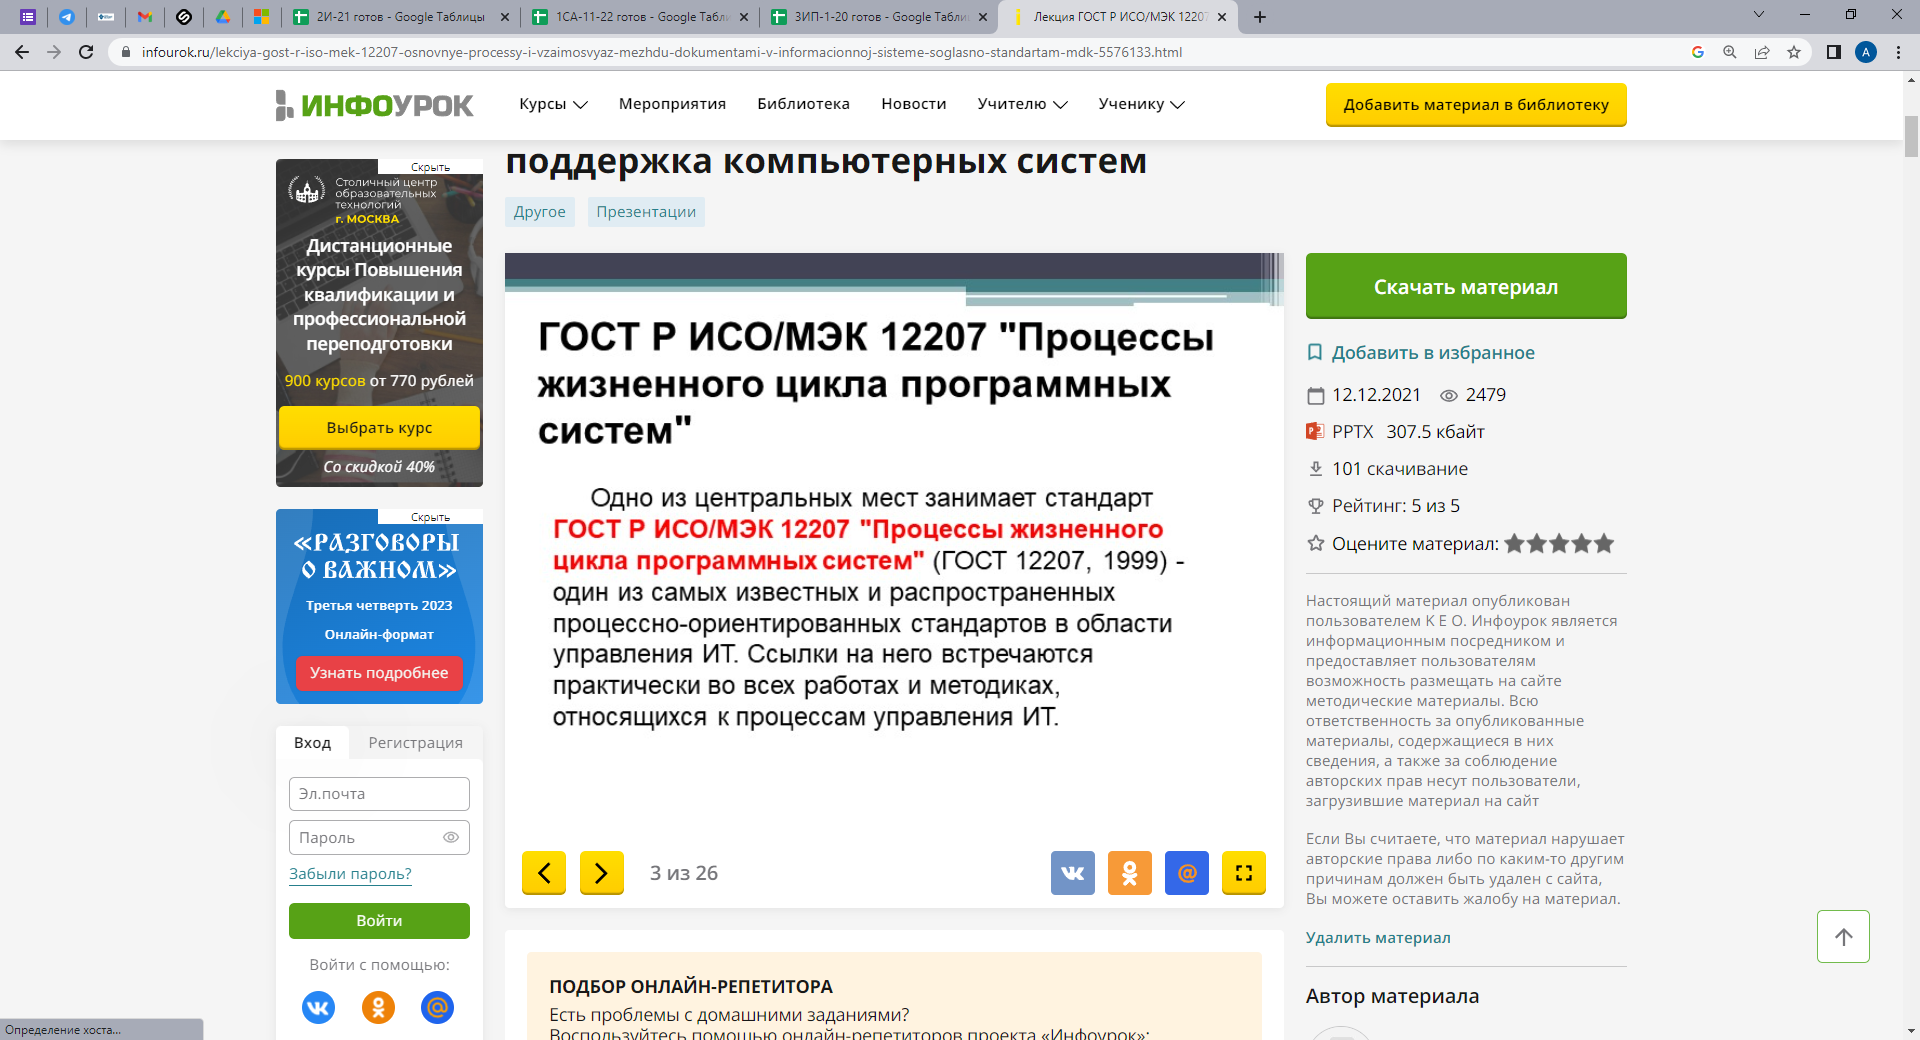 2И-21 готов - Google Таблицы
1СА-11-22 готов - Google Табли
3ИП-1-20 готов - Google Таблиц
Лекция ГОСТ Р ИСО/МЭК 12207
infourok.ru/lekciya-gost-r-iso-mek-12207-osnovnye-processy-i-vzaimosvyaz-mezhdu-dokumentami-v-informacionnoj-sisteme-soglasno-standartam-mdk-5576133.html
A
ИНФОУРОК
Курсы
Мероприятия
Библиотека
Новости
Учителю
Ученику
Добавить материал в библиотеку
поддержка компьютерных систем
Другое
Презентации
Скрыть
Столичный центр
образовательных
технологий
г. МОСКВА
Дистанционные
курсы Повышения
квалификации и
профессиональной
переподготовки
900 курсов от 770 рублей
Выбрать курс
Со скидкой 40%
Скрыть
«РАЗГОВОРЫ
О ВАЖНОМ»
Третья четверть 2023
Онлайн-формат
Узнать подробнее
Вход
Регистрация
Эл.почта
Пароль
Забыли пароль?
Войти
Войти с помощью:
ГОСТ Р ИСО/МЭК 12207 "Процессы
жизненного цикла программных
систем"
Одно из центральных мест занимает стандарт
ГОСТ Р ИСО/МЭК 12207 "Процессы жизненного
цикла программных систем" (ГОСТ 12207, 1999) -
один из самых известных и распространенных
процессно-ориентированных стандартов в области
управления ИТ. Ссылки на него встречаются
практически во всех работах и методиках,
относящихся к процессам управления ИТ.
3 из 26
ПОДБОР ОНЛАЙН-РЕПЕТИТОРА
Есть проблемы с домашними заданиями?
Воспользуйтесь помощью онлайн-репетиторов проекта «Инфоурок»:
Скачать материал
Добавить в избранное
12.12.2021
2479
PPTX 307.5 кбайт
101 скачивание
Рейтинг: 5 из 5
Оцените материал:
Настоящий материал опубликован
пользователем K E O. Инфоурок является
информационным посредником и
предоставляет пользователям
возможность размещать на сайте
методические материалы. Всю
ответственность за опубликованные
материалы, содержащиеся в них
сведения, а также за соблюдение
авторских прав несут пользователи,
загрузившие материал на сайт
Если Вы считаете, что материал нарушает
авторские права либо по каким-то другим
причинам должен быть удален с сайта,
Вы можете оставить жалобу на материал.
Удалить материал
Автор материала
Определение хоста...